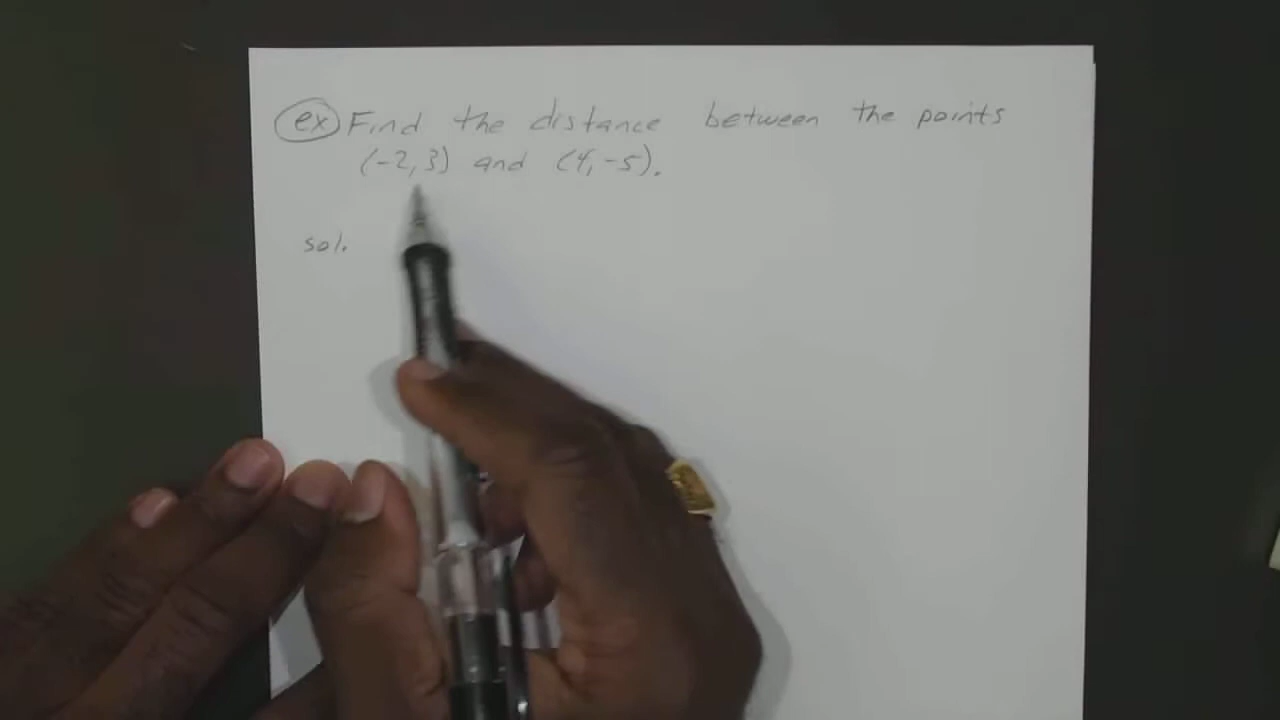 ex Find the distance between the points
(-2, 3) and (4, -5).
sol.